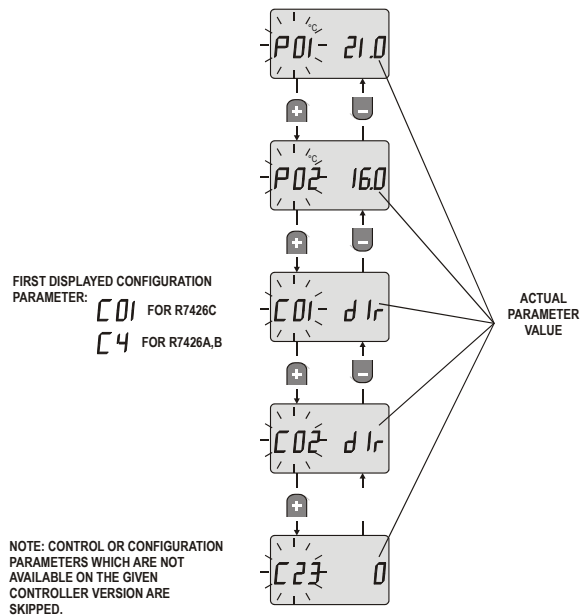 °C
P01 21.0
+ -
°C
P02 16.0
+ -
FIRST DISPLAYED CONFIGURATION
PARAMETER:
C01 FOR R7426C
C4 FOR R7426A,B
C01 dIr
ACTUAL
PARAMETER
VALUE
+ -
C02 dIr
+
NOTE: CONTROL OR CONFIGURATION
PARAMETERS WHICH ARE NOT
AVAILABLE ON THE GIVEN
CONTROLLER VERSION ARE
SKIPPED.
C23 0